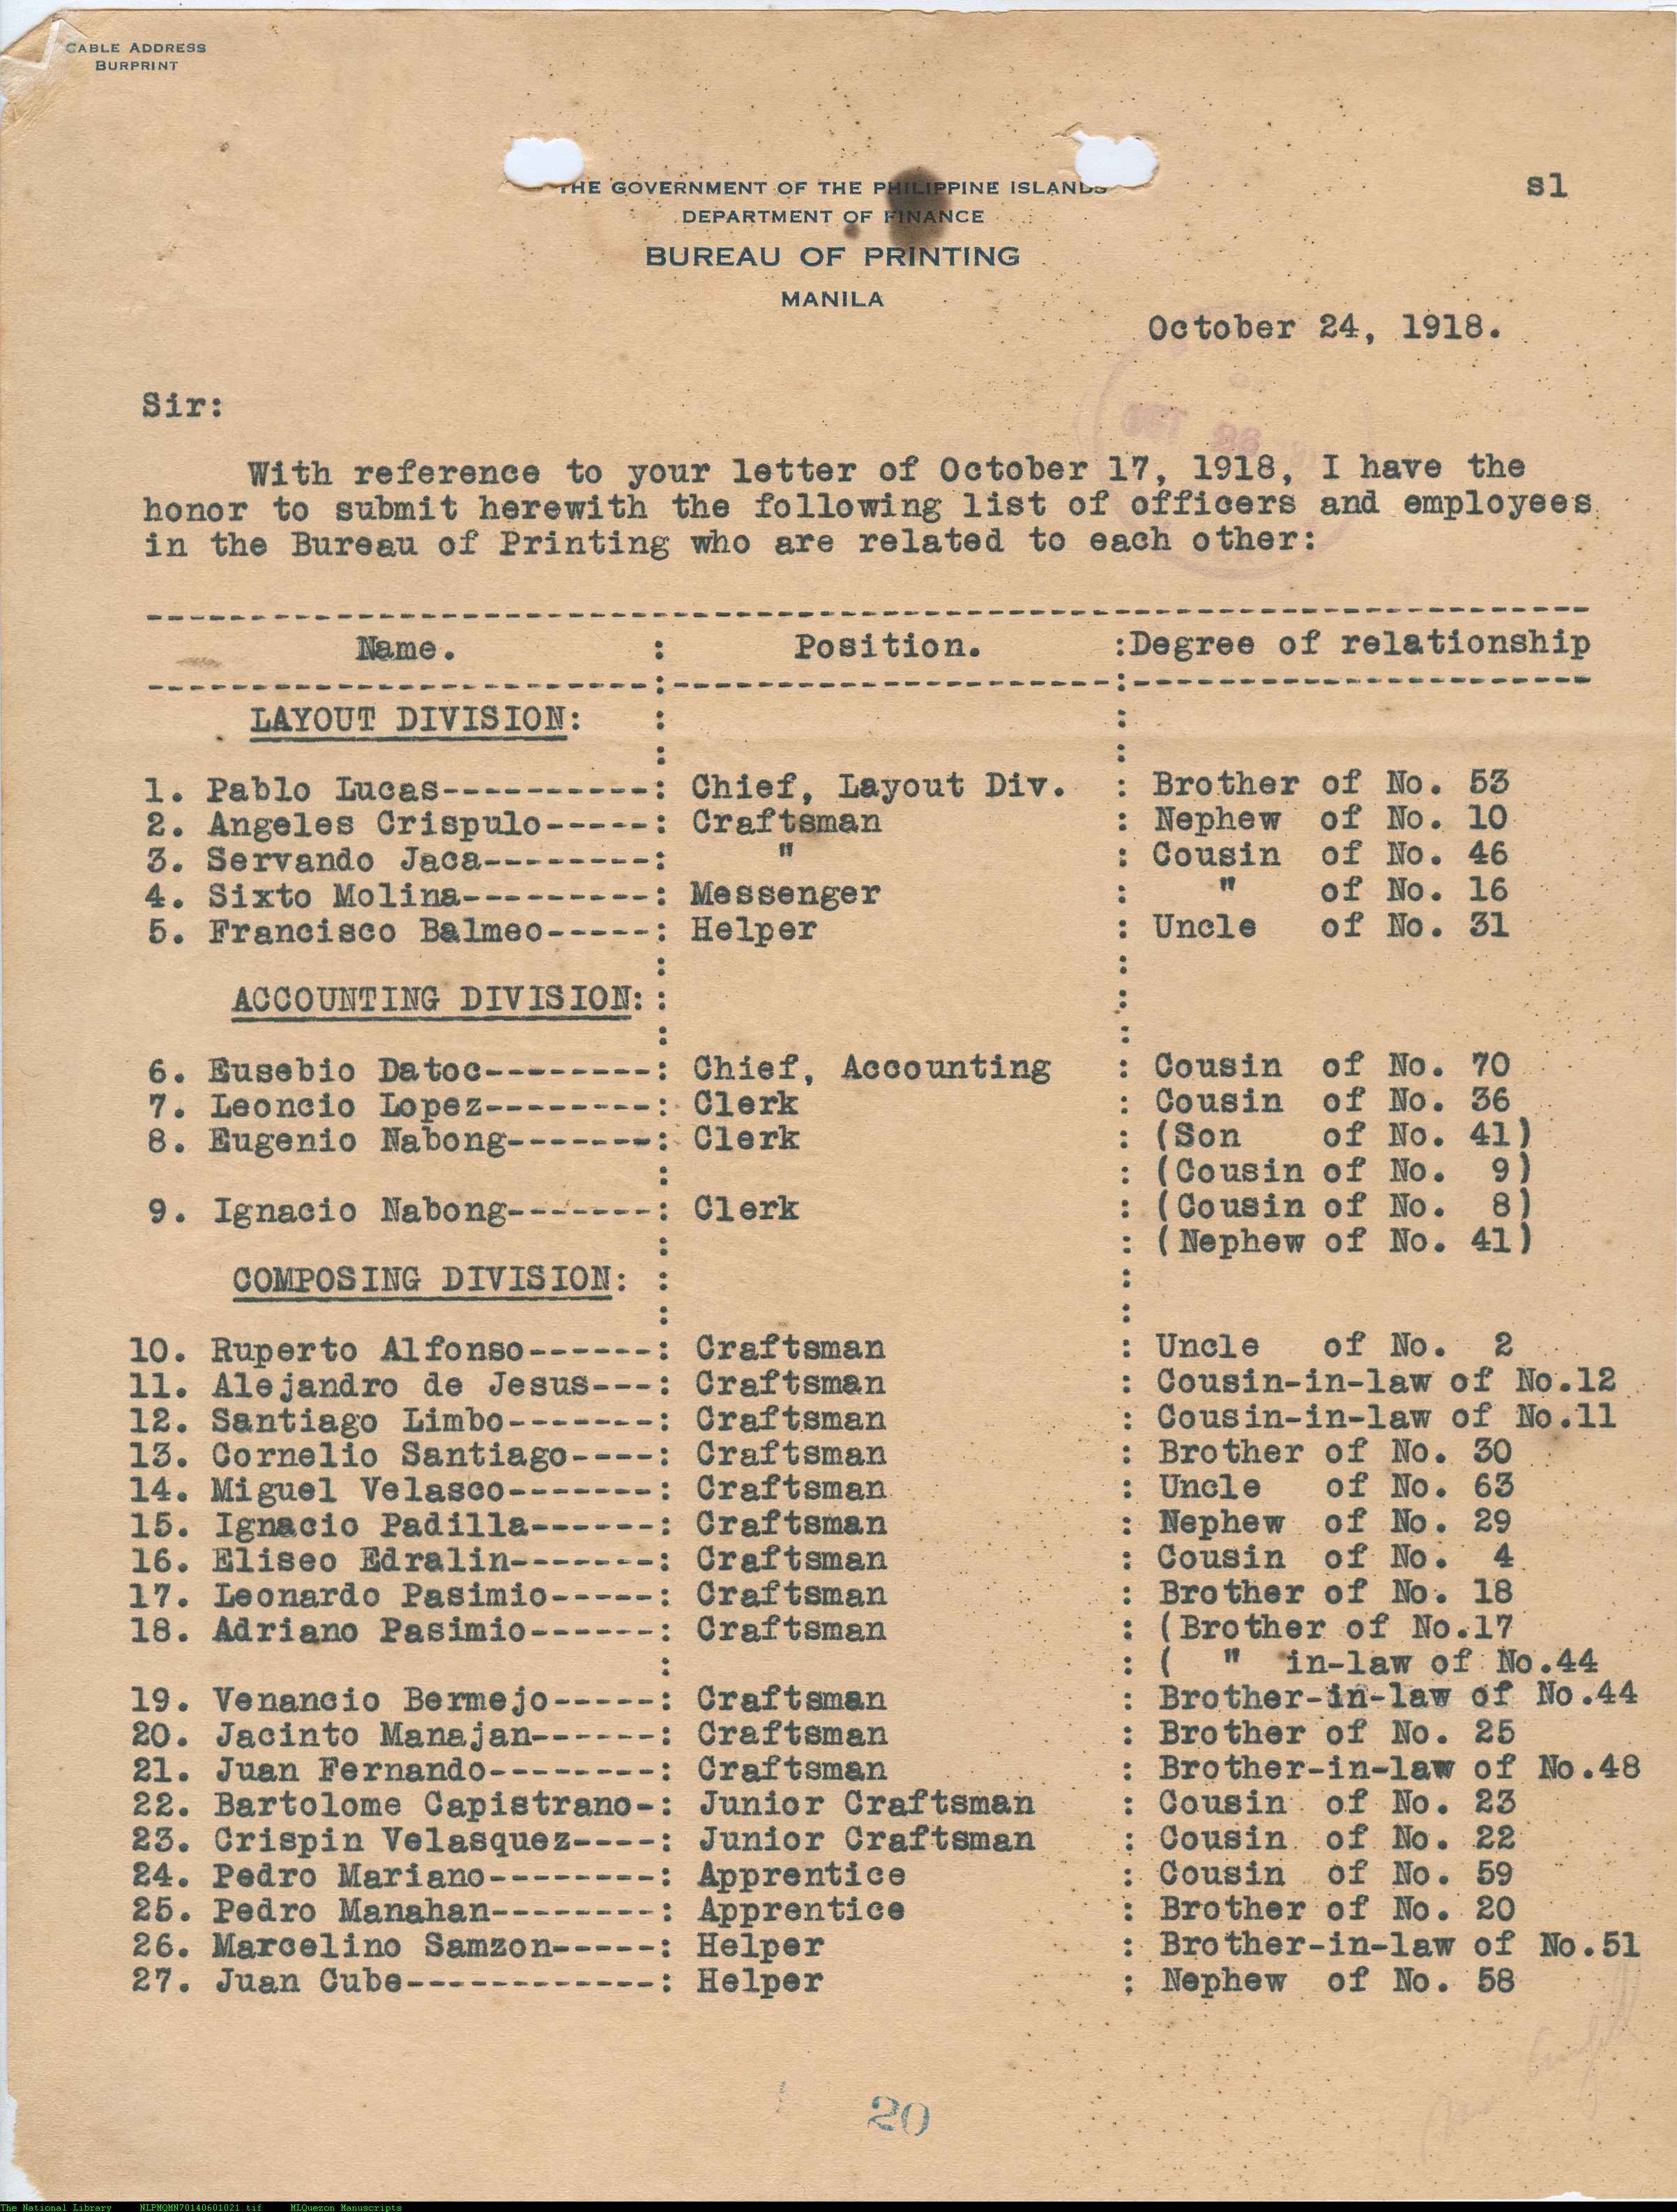 CABLE ADDRESS
BURPRINT
THE GOVERNMENT OF THE PHILIPPINE ISLANDS
sl
DEPARTMENT OF FINANCE
BUREAU OF PRINTING
MANILA
October 24, 1918.
Sir:
With reference to your letter of October 17, 1918, I have the
honor to submit herewith the following list of officers and employees
in the Bureau of Printing who are related to each other:
--------------------------------------------------------------------
Name. : Position. :Degree of relationship
------------------------:---------------------:----------------------
LAYOUT DIVISION: : :
: :
1. Pablo Lucas----------: Chief, Layout Div. : Brother of No. 53
2. Angeles Crispulo-----: Craftsman : Nephew of No. 10
3. Servando Jaca--------: " : Cousin of No. 46
4. Sixto Molina---------: Messenger : " of No. 16
5. Francisco Balmeo-----: Helper : Uncle of No. 31
: :
ACCOUNTING DIVISION: : :
: :
6. Eusebio Datoc--------: Chief, Accounting : Cousin of No. 70
7. Leoncio Lopez--------: Clerk : Cousin of No. 36
8. Eugenio Nabong-------: Clerk : (Son of No. 41)
: : (Cousin of No. 9)
9. Ignacio Nabong-------: Clerk : (Cousin of No. 8)
: : (Nephew of No. 41)
COMPOSING DIVISION: : :
: :
10. Ruperto Alfonso------: Craftsman : Uncle of No. 2
11. Alejandro de Jesus---: Craftsman : Cousin-in-law of No.12
12. Santiago Limbo-------: Craftsman : Cousin-in-law of No.11
13. Cornelio Santiago----: Craftsman : Brother of No. 30
14. Miguel Velasco-------: Craftsman : Uncle of No. 63
15. Ignacio Padilla------: Craftsman : Nephew of No. 29
16. Eliseo Edralin-------: Craftsman : Cousin of No. 4
17. Leonardo Pasimio-----: Craftsman : Brother of No. 18
18. Adriano Pasimio------: Craftsman : (Brother of No.17
: : ( " in-law of No.44
19. Venancio Bermejo-----: Craftsman : Brother-in-law of No.44
20. Jacinto Manajan------: Craftsman : Brother of No. 25
21. Juan Fernando--------: Craftsman : Brother-in-law of No.48
22. Bartolome Capistrano-: Junior Craftsman : Cousin of No. 23
23. Crispin Velasquez----: Junior Craftsman : Cousin of No. 22
24. Pedro Mariano--------: Apprentice : Cousin of No. 59
25. Pedro Manahan--------: Apprentice : Brother of No. 20
26. Marcelino Samzon-----: Helper : Brother-in-law of No.51
27. Juan Cube------------: Helper : Nephew of No. 58
20
The National Library NLPMQMN70140601021.tif MLQuezon Manuscripts